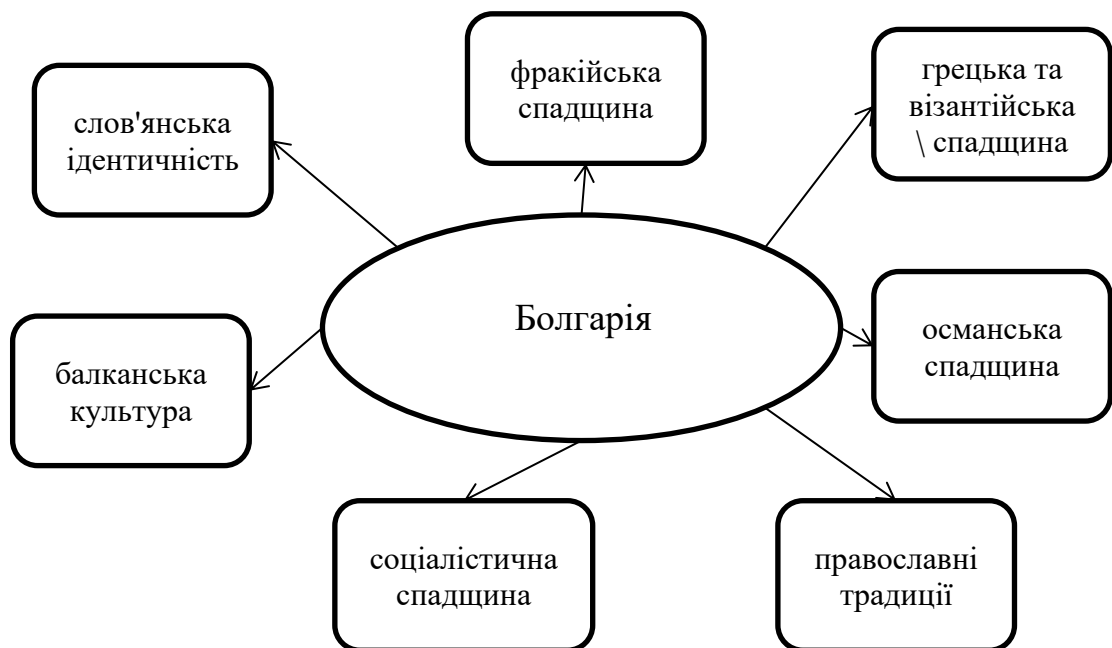 фракійська
спадщина
грецька та
візантійська
\ спадщина
слов'янська
ідентичність
Болгарія
османська
спадщина
балканська
культура
соціалістична
спадщина
православні
традиції